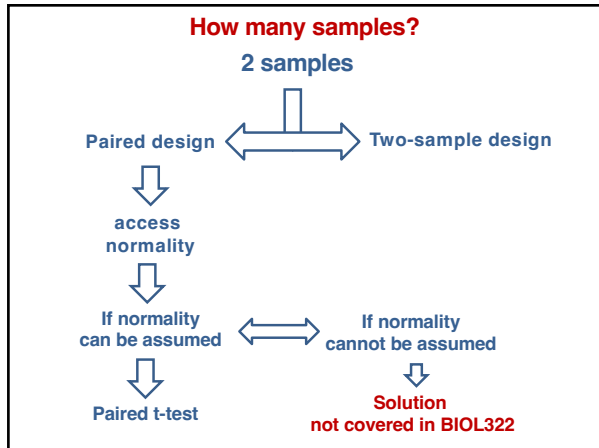 How many samples?
2 samples
Paired design
Two-sample design
access
normality
If normality
can be assumed
If normality
cannot be assumed
Paired t-test
Solution
not covered in BIOL322